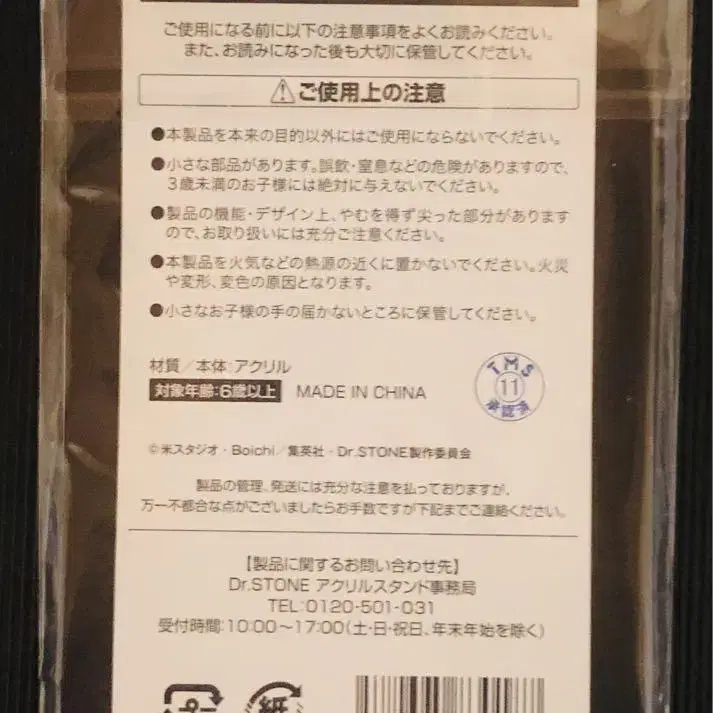 ご使用になる前に以下の注意事項をよくお読みください。
また、お読みになった後も大切に保管してください。
⚠ご使用上の注意
●本製品を本来の目的以外にはご使用にならないでください。
●小さな部品があります。誤飲・窒息などの危険がありますので、
3歳未満のお子様には絶対に与えないでください。
●製品の機能・デザイン上、やむを得ず尖った部分があります
ので、お取り扱いには充分ご注意ください。
●本製品を火気などの熱源の近くに置かないでください。火災
や変形、変色の原因となります。
●小さなお子様の手の届かないところに保管してください。
材質/本体:アクリル
対象年齢:6歳以上 MADE IN CHINA
TMS
11
承認済
©米スタジオ・Boichi/集英社・Dr.STONE製作委員会
製品の管理、発送には充分な注意を払っておりますが、
万一不都合な点がございましたらお手数ですが下記までご連絡ください。
【製品に関するお問い合わせ先】
Dr.STONE アクリルスタンド事務局
TEL:0120-501-031
受付時間:10:00〜17:00(土・日・祝日、年末年始を除く)
紙